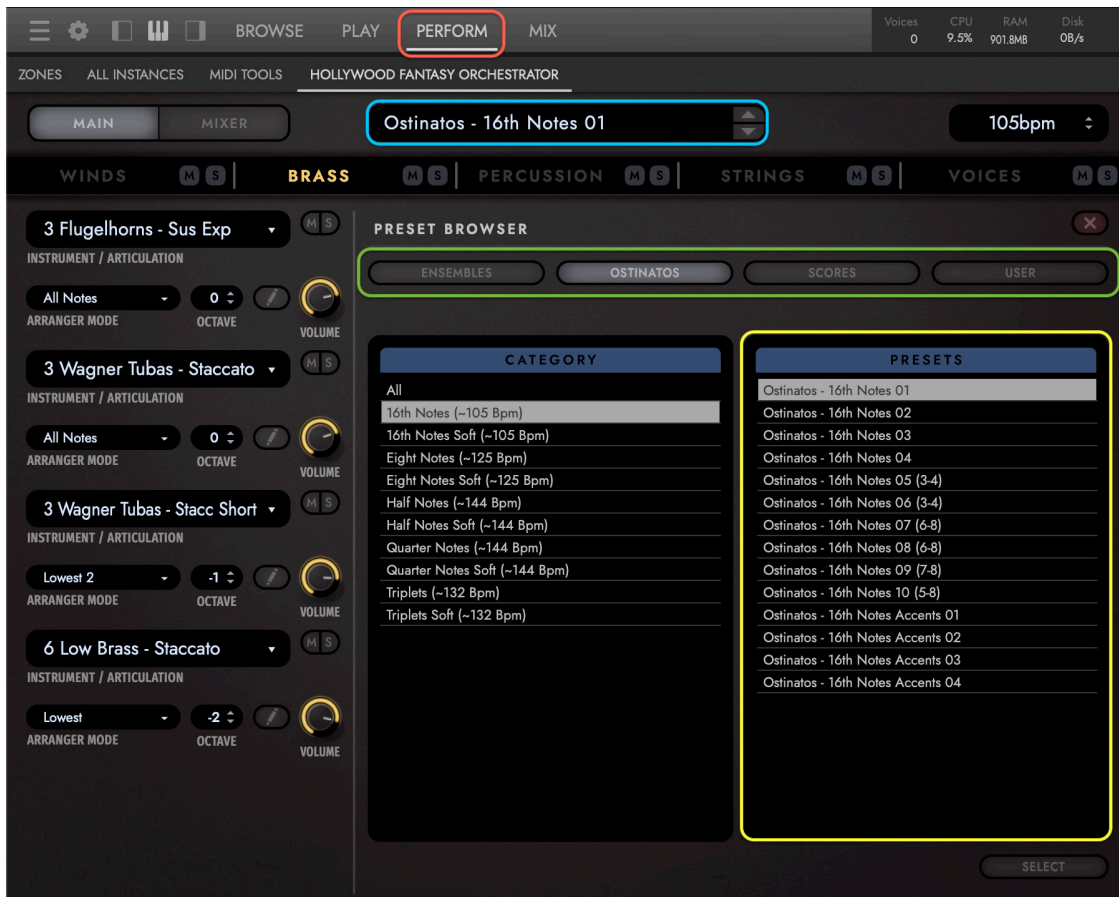 BROWSE PLAY PERFORM MIX Voices CPU RAM Disk
0 9.5% 901.8MB 0B/s
ZONES ALL INSTANCES MIDI TOOLS HOLLYWOOD FANTASY ORCHESTRATOR
MAIN MIXER Ostinatos - 16th Notes 01 105bpm
WINDS M S BRASS M S PERCUSSION M S STRINGS M S VOICES M S
3 Flugelhorns - Sus Exp M S
INSTRUMENT / ARTICULATION
All Notes 0
ARRANGER MODE OCTAVE VOLUME
3 Wagner Tubas - Staccato M S
INSTRUMENT / ARTICULATION
All Notes 0
ARRANGER MODE OCTAVE VOLUME
3 Wagner Tubas - Stacc Short M S
INSTRUMENT / ARTICULATION
Lowest 2 -1
ARRANGER MODE OCTAVE VOLUME
6 Low Brass - Staccato M S
INSTRUMENT / ARTICULATION
Lowest -2
ARRANGER MODE OCTAVE VOLUME
PRESET BROWSER
ENSEMBLES OSTINATOS SCORES USER
CATEGORY
All
16th Notes (~105 Bpm)
16th Notes Soft (~105 Bpm)
Eight Notes (~125 Bpm)
Eight Notes Soft (~125 Bpm)
Half Notes (~144 Bpm)
Half Notes Soft (~144 Bpm)
Quarter Notes (~144 Bpm)
Quarter Notes Soft (~144 Bpm)
Triplets (~132 Bpm)
Triplets Soft (~132 Bpm)
PRESETS
Ostinatos - 16th Notes 01
Ostinatos - 16th Notes 02
Ostinatos - 16th Notes 03
Ostinatos - 16th Notes 04
Ostinatos - 16th Notes 05 (3-4)
Ostinatos - 16th Notes 06 (3-4)
Ostinatos - 16th Notes 07 (6-8)
Ostinatos - 16th Notes 08 (6-8)
Ostinatos - 16th Notes 09 (7-8)
Ostinatos - 16th Notes 10 (5-8)
Ostinatos - 16th Notes Accents 01
Ostinatos - 16th Notes Accents 02
Ostinatos - 16th Notes Accents 03
Ostinatos - 16th Notes Accents 04
SELECT